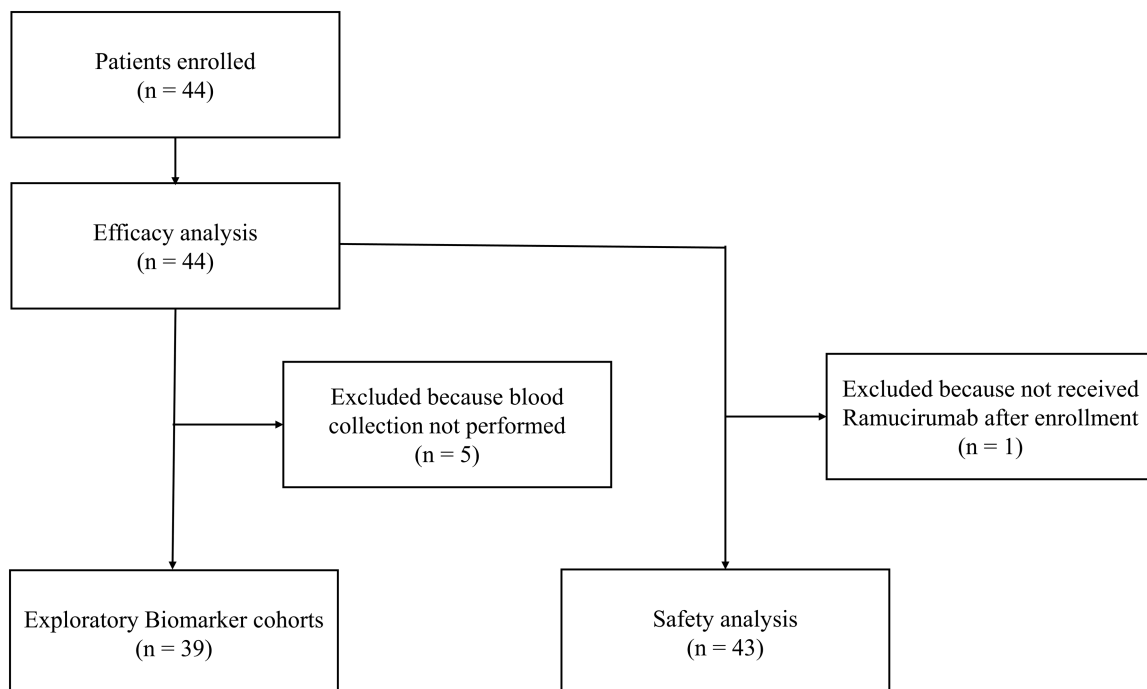 Patients enrolled
(n = 44)
Efficacy analysis
(n = 44)
Excluded because blood
collection not performed
(n = 5)
Excluded because not received
Ramucirumab after enrollment
(n = 1)
Exploratory Biomarker cohorts
(n = 39)
Safety analysis
(n = 43)